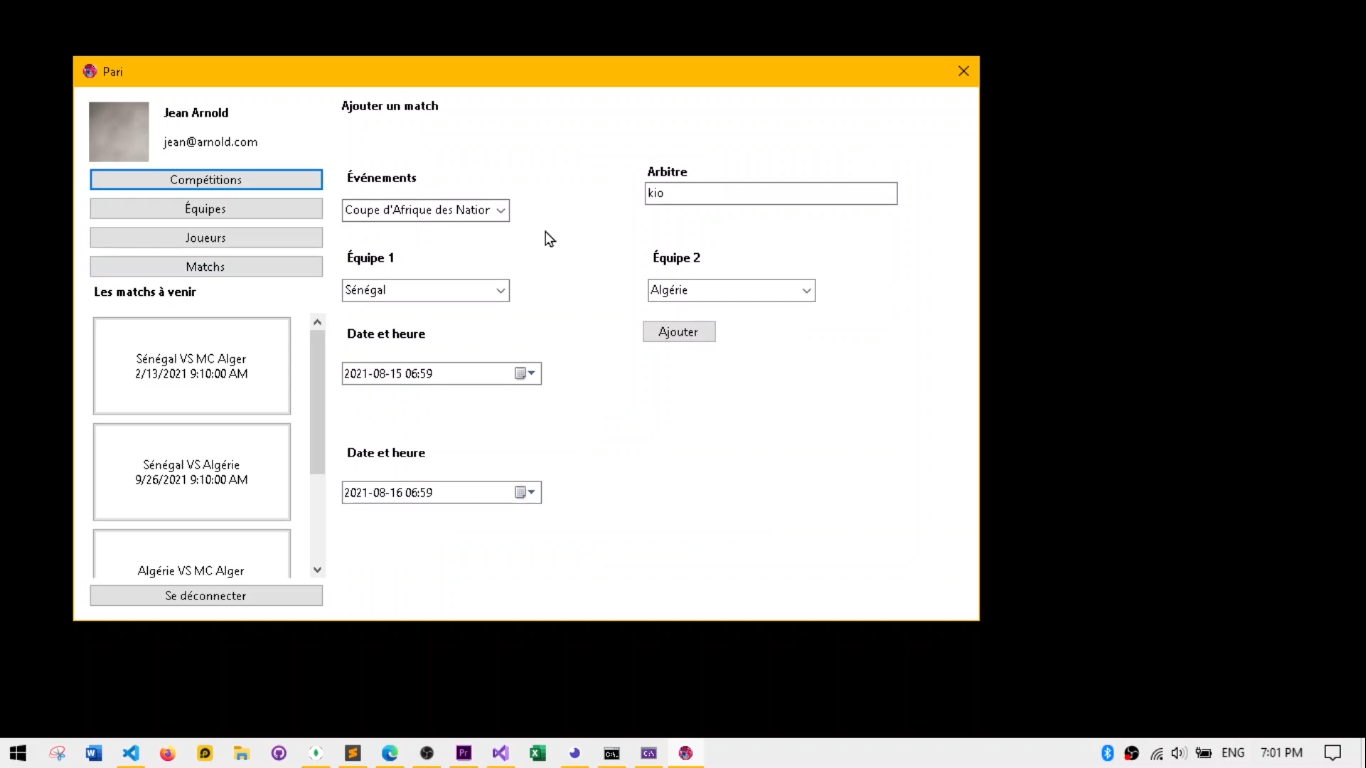 Pari
Jean Arnold
jean@arnold.com
Compétitions
Équipes
Joueurs
Matchs
Les matchs à venir
Sénégal VS MC Alger
2/13/2021 9:10:00 AM
Sénégal VS Algérie
9/26/2021 9:10:00 AM
Algérie VS MC Alger
Se déconnecter
Ajouter un match
Événements
Coupe d'Afrique des Nation
Arbitre
kio
Équipe 1
Sénégal
Équipe 2
Algérie
Date et heure
2021-08-15 06:59
Ajouter
Date et heure
2021-08-16 06:59
ENG
7:01 PM